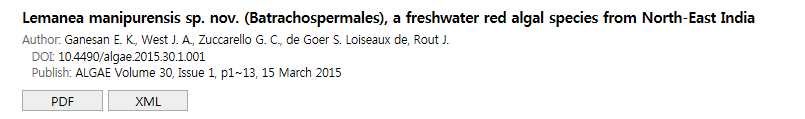 Lemanea manipurensis sp. nov. (Batrachospermales), a freshwater red algal species from North-East India
Author: Ganesan E. K., West J. A., Zuccarello G. C., de Goer S. Loiseaux de, Rout J.
DOI: 10.4490/algae.2015.30.1.001
Publish: ALGAE Volume 30, Issue 1, p1~13, 15 March 2015
PDF XML